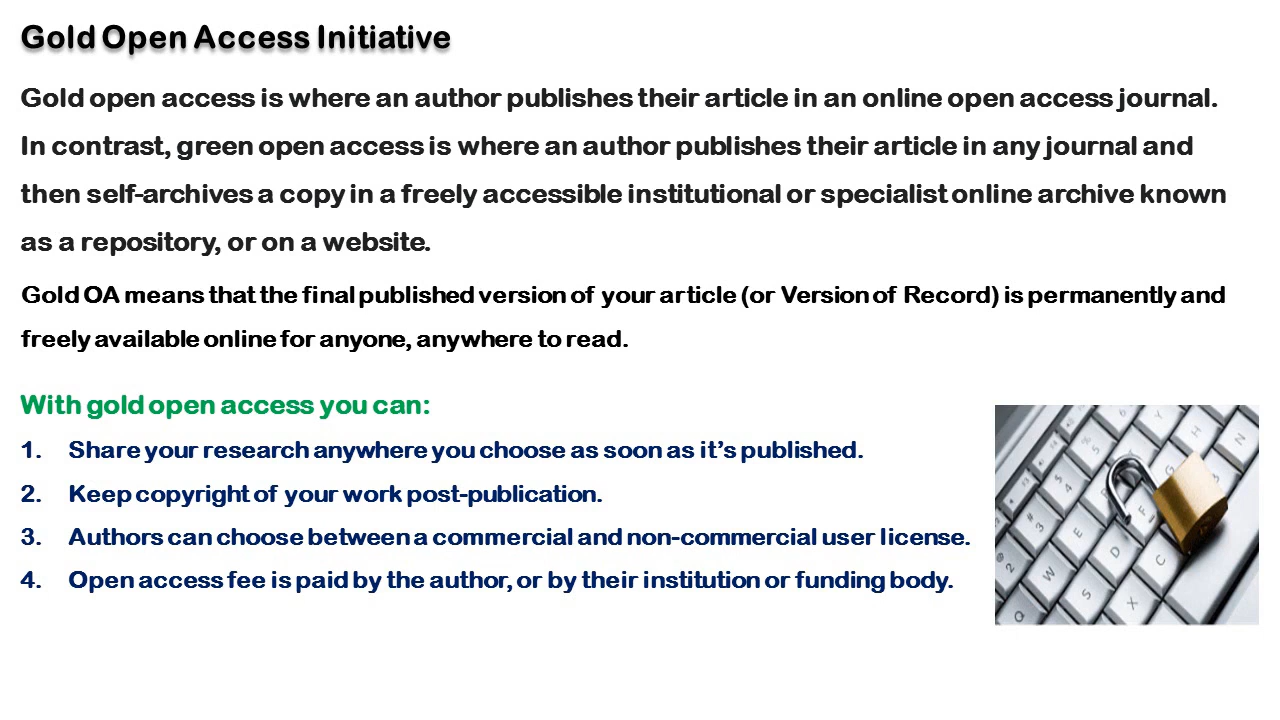 Gold Open Access Initiative
Gold open access is where an author publishes their article in an online open access journal.
In contrast, green open access is where an author publishes their article in any journal and
then self-archives a copy in a freely accessible institutional or specialist online archive known
as a repository, or on a website.
Gold OA means that the final published version of your article (or Version of Record) is permanently and
freely available online for anyone, anywhere to read.
With gold open access you can:
1. Share your research anywhere you choose as soon as it’s published.
2. Keep copyright of your work post-publication.
3. Authors can choose between a commercial and non-commercial user license.
4. Open access fee is paid by the author, or by their institution or funding body.